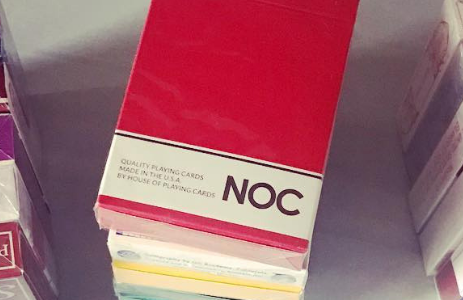 QUALITY PLAYING CARDS
MADE IN THE U.S.A.
BY HOUSE OF PLAYING CARDS
NOC